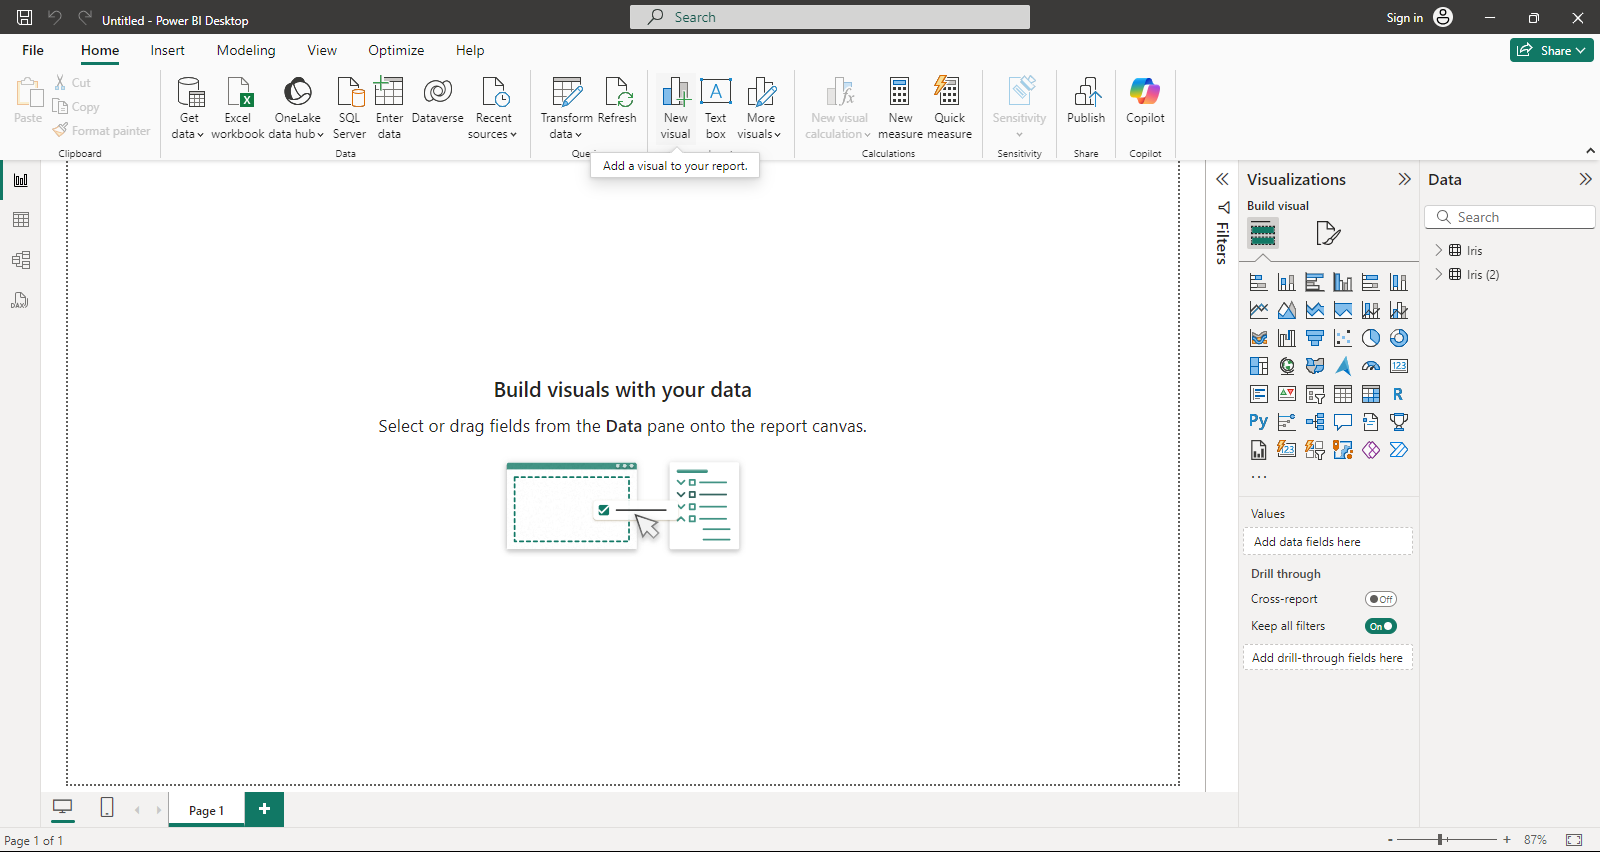 Untitled - Power BI Desktop
Search
Sign in
File
Home
Insert
Modeling
View
Optimize
Help
Share
Paste
Cut
Copy
Format painter
Clipboard
Get data
Excel workbook
OneLake data hub
SQL Server
Enter data
Dataverse
Recent sources
Data
Transform data
Refresh
New visual
Text box
More visuals
New visual calculation
New measure
Quick measure
Calculations
Sensitivity
Sensitivity
Publish
Share
Copilot
Copilot
Add a visual to your report.
Build visuals with your data
Select or drag fields from the Data pane onto the report canvas.
Filters
Visualizations
Build visual
123
R
Py
123
...
Values
Add data fields here
Drill through
Cross-report
Off
Keep all filters
On
Add drill-through fields here
Data
Search
Iris
Iris (2)
DAX
Page 1
+
Page 1 of 1
- + 87%